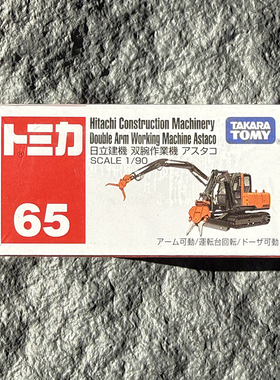 トミカ
65
Hitachi Construction Machinery
Double Arm Working Machine Astaco
日立建機 双腕作業機 アスタコ
SCALE 1/90
TAKARA
TOMY
アーム可動/運転台回転/ドーザ可動